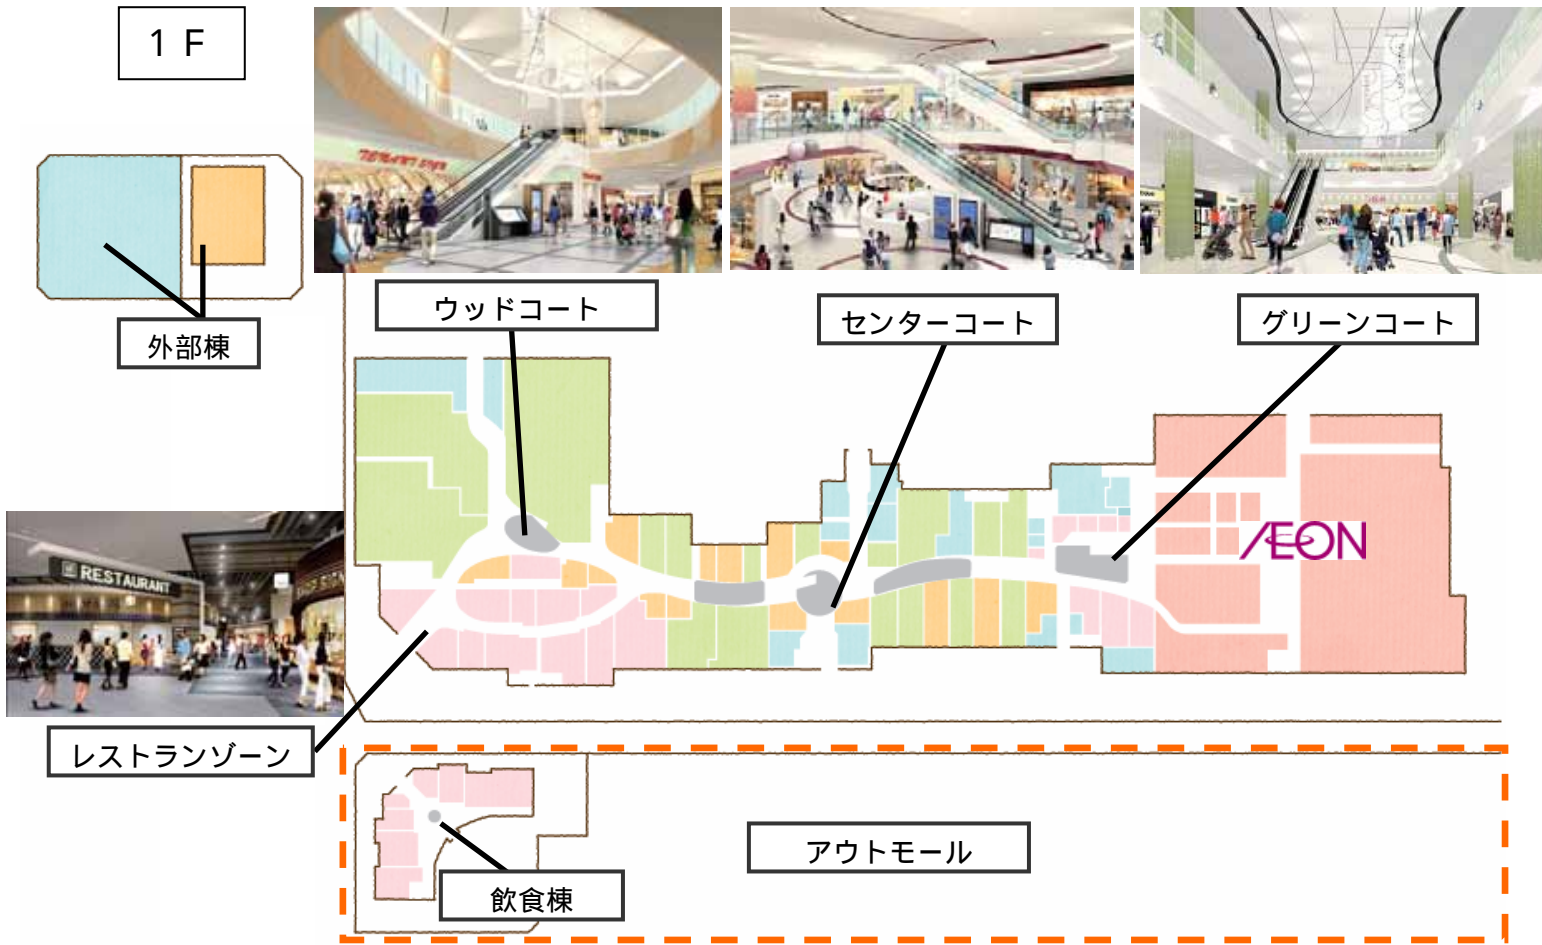 １Ｆ
外部棟
ウッドコート
センターコート
グリーンコート
ÆON
RESTAURANT
レストランゾーン
アウトモール
飲食棟